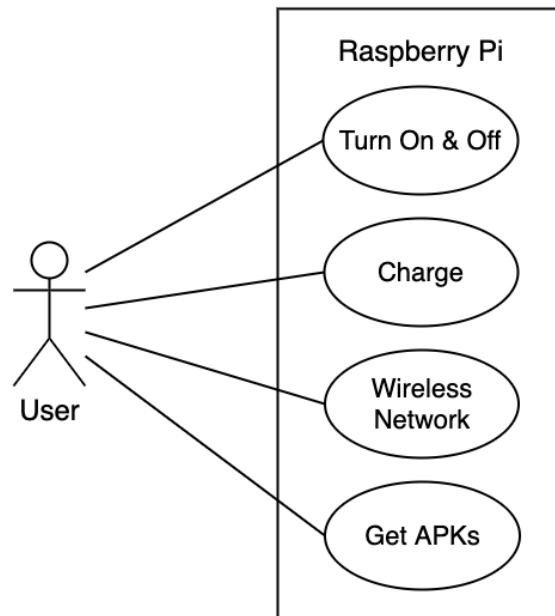 Raspberry Pi
Turn On & Off
Charge
Wireless
Network
User
Get APKs